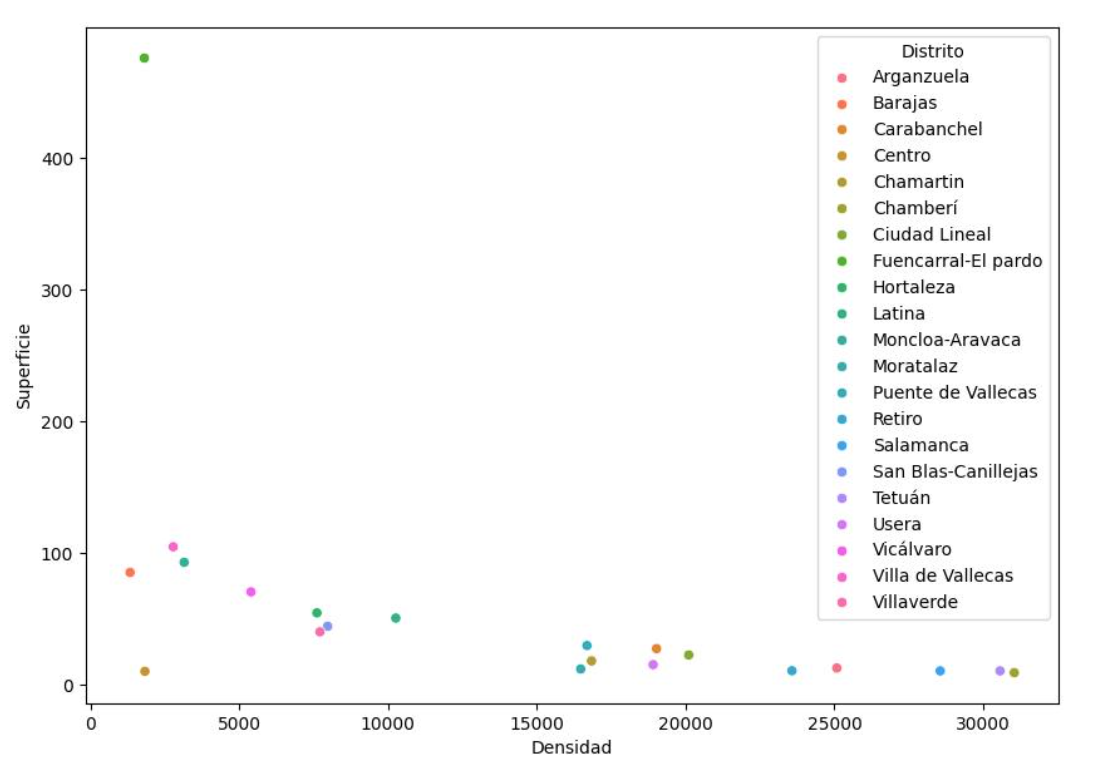 Distrito
Arganzuela
Barajas
Carabanchel
Centro
Chamartin
Chamberí
Ciudad Lineal
Fuencarral-El pardo
Hortaleza
Latina
Moncloa-Aravaca
Moratalaz
Puente de Vallecas
Retiro
Salamanca
San Blas-Canillejas
Tetuán
Usera
Vicálvaro
Villa de Vallecas
Villaverde
Superficie
400
300
200
100
0
0 5000 10000 15000 20000 25000 30000
Densidad